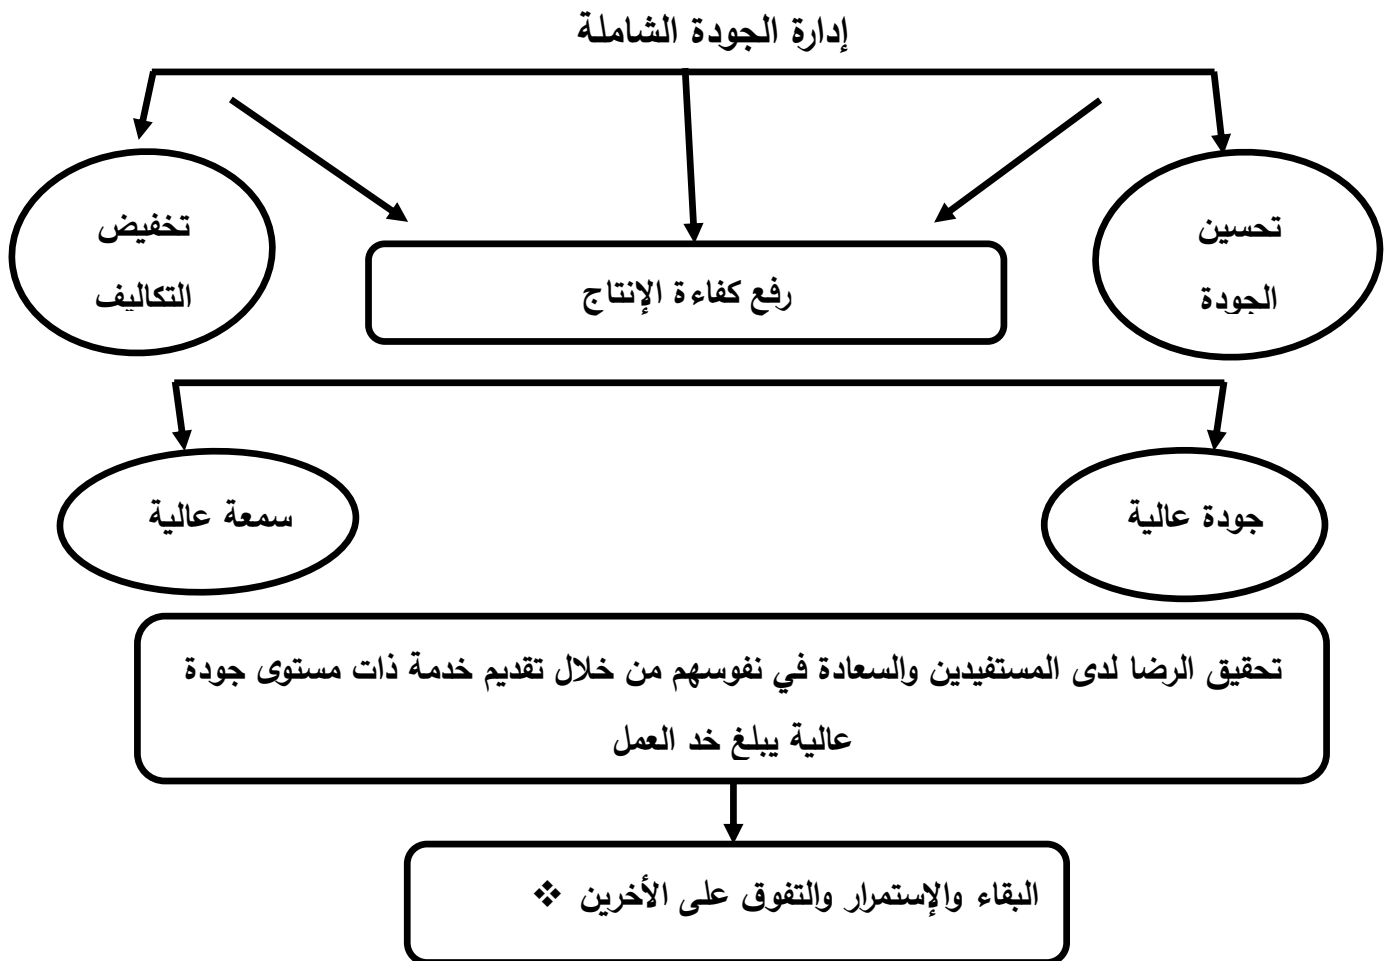 إدارة الجودة الشاملة
تحسين
الجودة
رفع كفاءة الإنتاج
تخفيض
التكاليف
جودة عالية
سمعة عالية
تحقيق الرضا لدى المستفيدين والسعادة في نفوسهم من خلال تقديم خدمة ذات مستوى جودة
عالية يبلغ خد العمل
البقاء والإستمرار والتفوق على الأخرين ❖